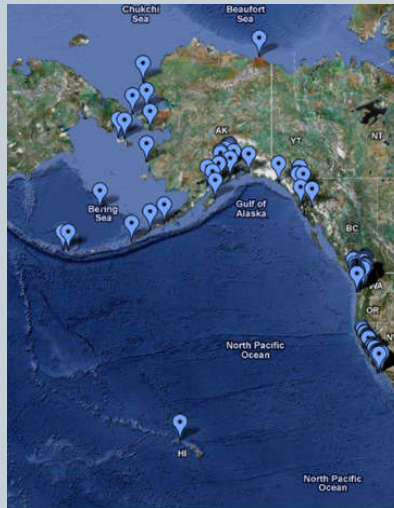 Chukchi
Sea
Beaufort
Sea
AK
YT
NT
Bering
Sea
Gulf of
Alaska
BC
WA
OR
NV
North Pacific
Ocean
HI
North Pacific
Ocean